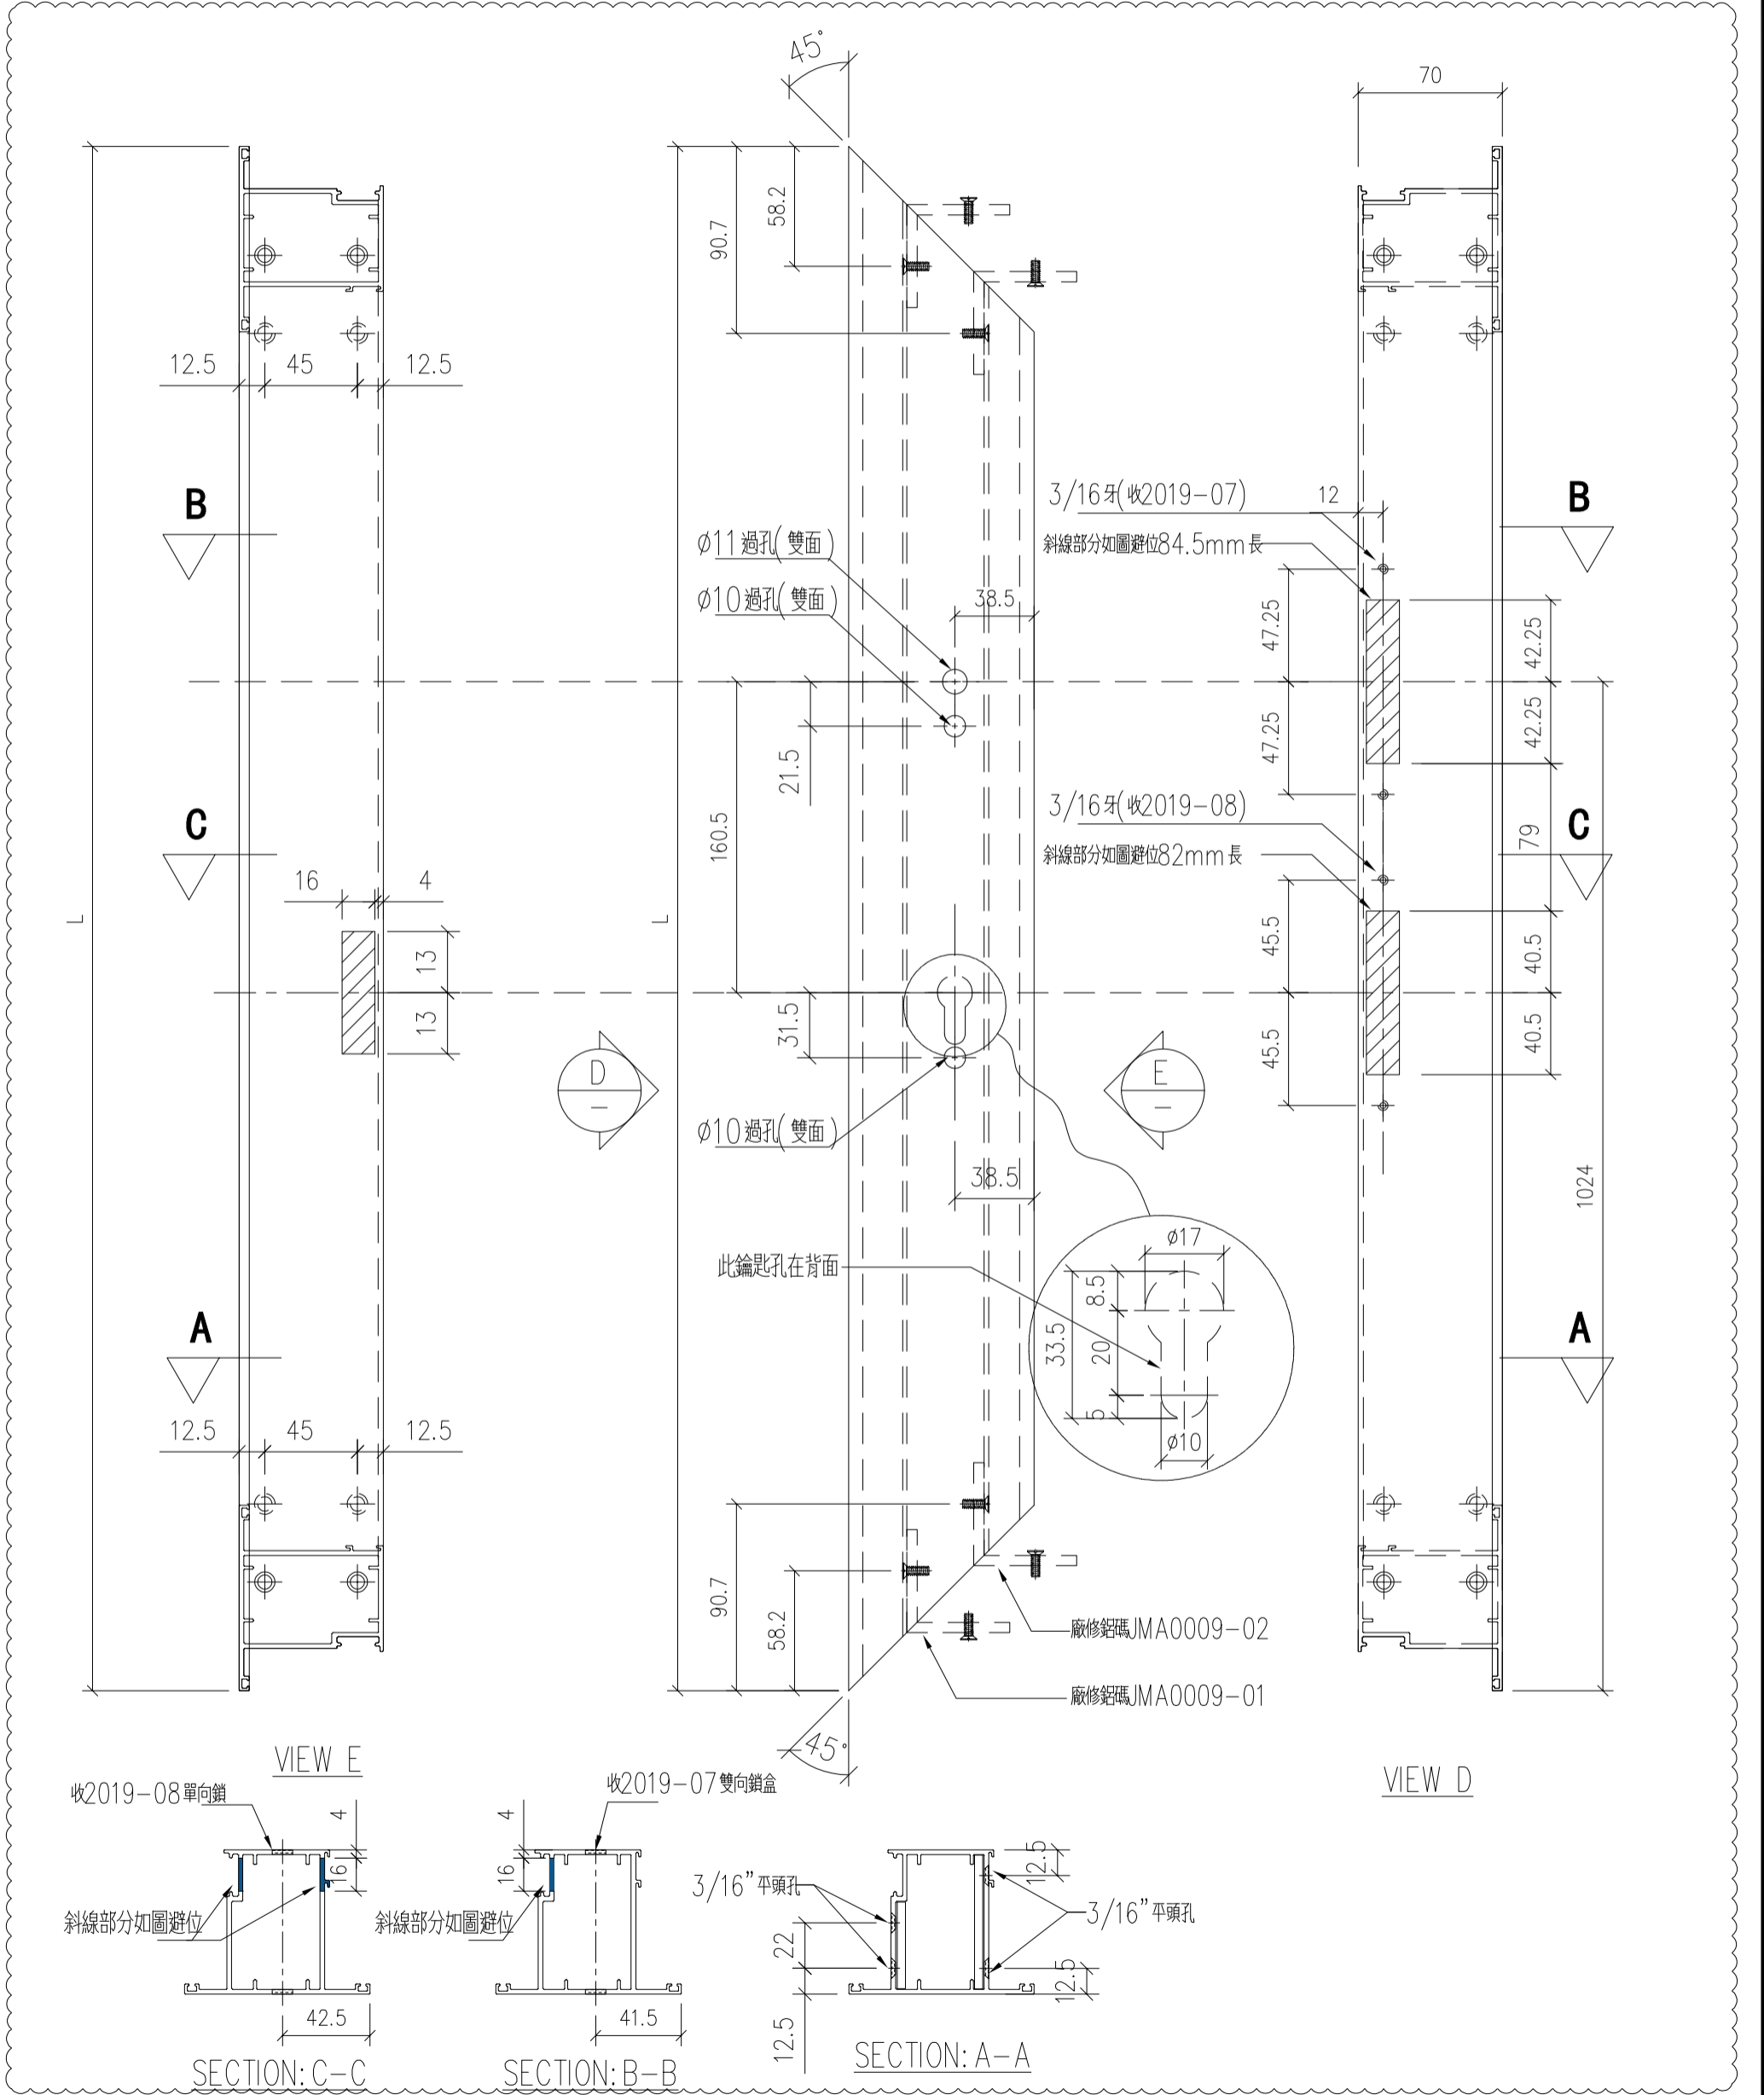 45°
70
58.2
90.7
12.5
45
12.5
B
3/16牙(收2019-07)
12
B
ø11過孔(雙面)
斜線部分如圖避位84.5mm長
ø10過孔(雙面)
38.5
47.25
42.25
47.25
42.25
21.5
C
160.5
3/16牙(收2019-08)
79
C
斜線部分如圖避位82mm長
16
4
L
L
45.5
40.5
13
13
31.5
45.5
40.5
D
–
E
–
ø10過孔(雙面)
38.5
1024
此鑰匙孔在背面
ø17
8.5
33.5
20
5
ø10
A
A
12.5
45
12.5
90.7
58.2
廠修鋁碼JMA0009-02
廠修鋁碼JMA0009-01
45°
VIEW E
VIEW D
收2019-08單向鎖
收2019-07雙向鎖盒
4
16
斜線部分如圖避位
42.5
SECTION: C-C
4
16
斜線部分如圖避位
41.5
SECTION: B-B
3/16" 平頭孔
12.5
3/16" 平頭孔
22
12.5
12.5
SECTION: A-A